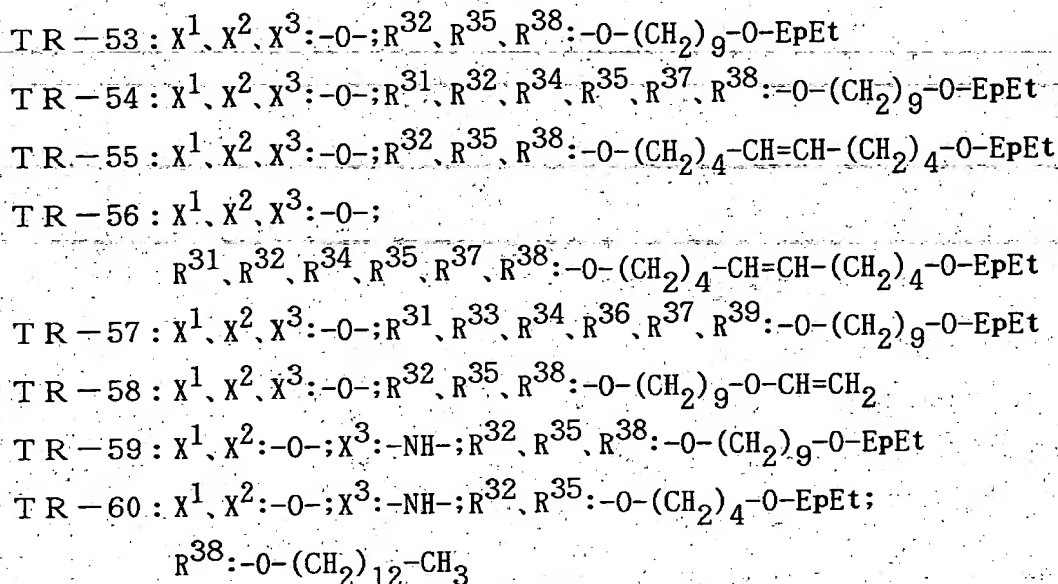 TR-53:X¹、X²、X³:-O-;R³²、R³⁵、R³⁸:-O-(CH₂)₉-O-EpEt
TR-54:X¹、X²、X³:-O-;R³¹、R³²、R³⁴、R³⁵、R³⁷、R³⁸:-O-(CH₂)₉-O-EpEt
TR-55:X¹、X²、X³:-O-;R³²、R³⁵、R³⁸:-O-(CH₂)₄-CH=CH-(CH₂)₄-O-EpEt
TR-56:X¹、X²、X³:-O-;
R³¹、R³²、R³⁴、R³⁵、R³⁷、R³⁸:-O-(CH₂)₄-CH=CH-(CH₂)₄-O-EpEt
TR-57:X¹、X²、X³:-O-;R³¹、R³³、R³⁴、R³⁶、R³⁷、R³⁹:-O-(CH₂)₉-O-EpEt
TR-58:X¹、X²、X³:-O-;R³²、R³⁵、R³⁸:-O-(CH₂)₉-O-CH=CH₂
TR-59:X¹、X²:-O-;X³:-NH-;R³²、R³⁵、R³⁸:-O-(CH₂)₉-O-EpEt
TR-60:X¹、X²:-O-;X³:-NH-;R³²、R³⁵:-O-(CH₂)₄-O-EpEt;
R³⁸:-O-(CH₂)₁₂-CH₃